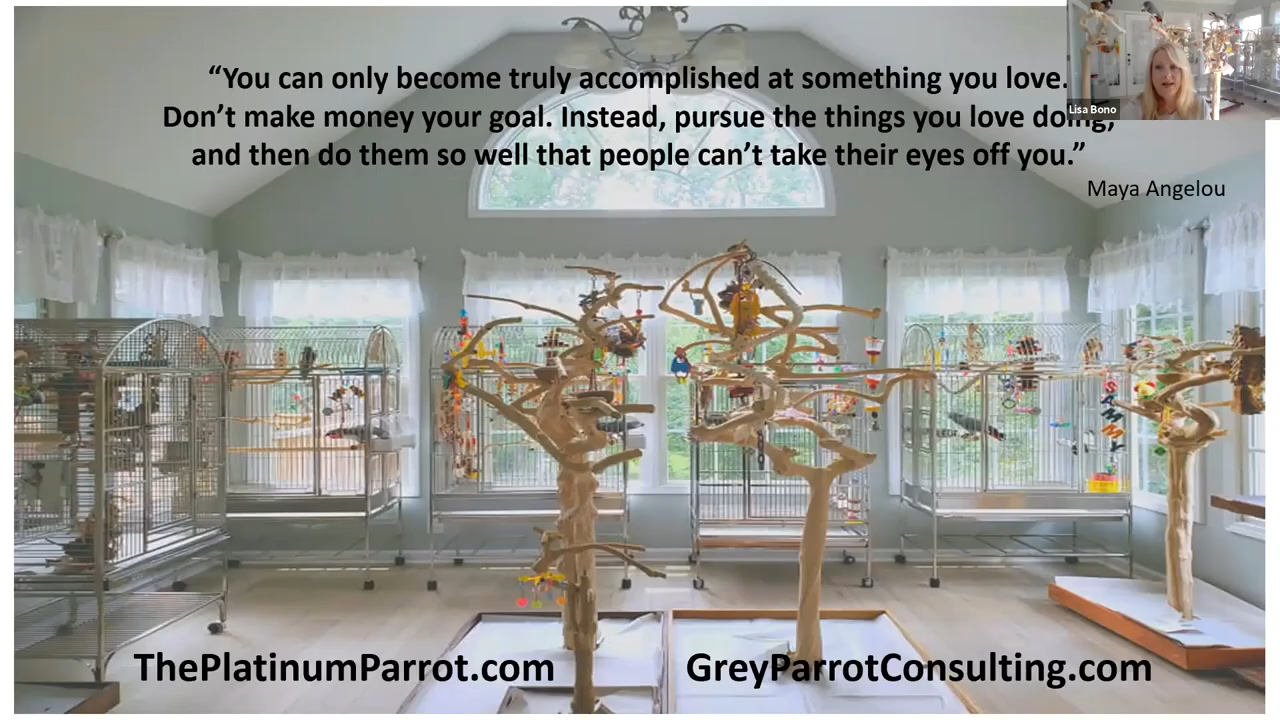 “You can only become truly accomplished at something you love.
Don’t make money your goal. Instead, pursue the things you love doing,
and then do them so well that people can’t take their eyes off you.”
Maya Angelou
Lisa Bono
SAMMY
ThePlatinumParrot.com
GreyParrotConsulting.com